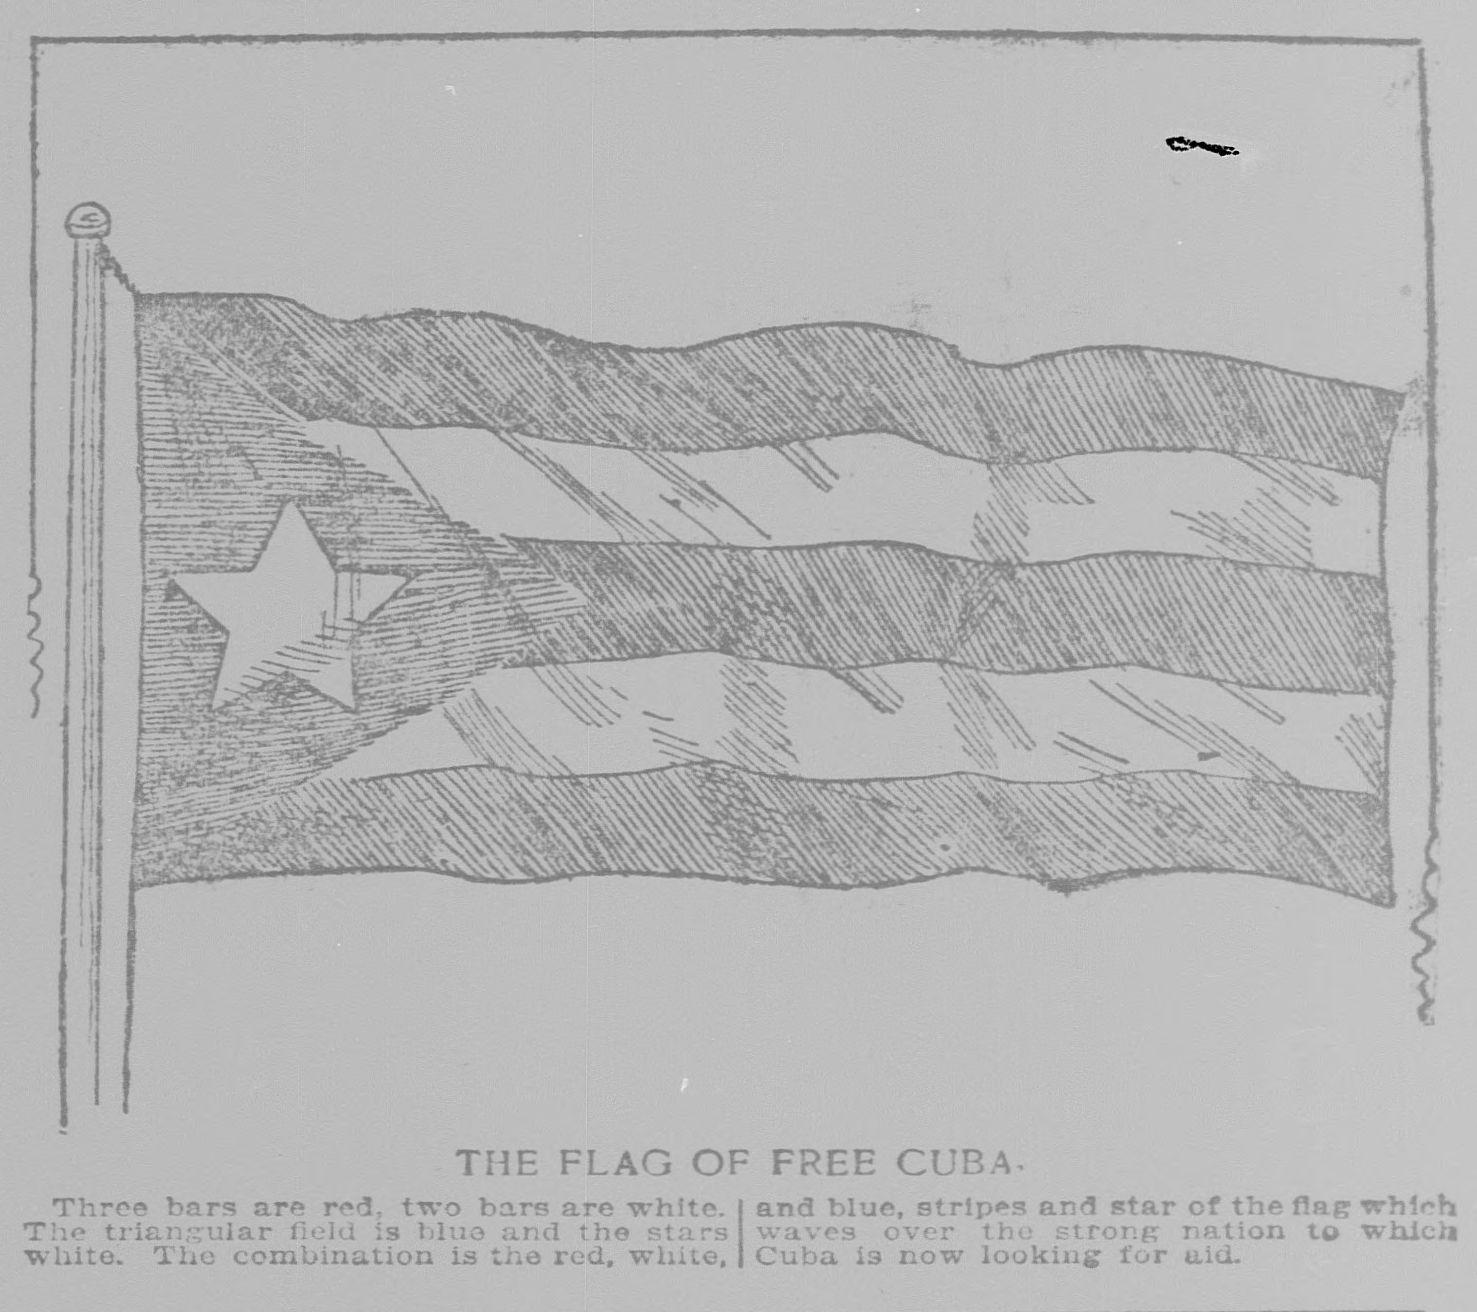 THE FLAG OF FREE CUBA.
Three bars are red, two bars are white.
The triangular field is blue and the stars
white. The combination is the red, white,
and blue, stripes and star of the flag which
waves over the strong nation to which
Cuba is now looking for aid.